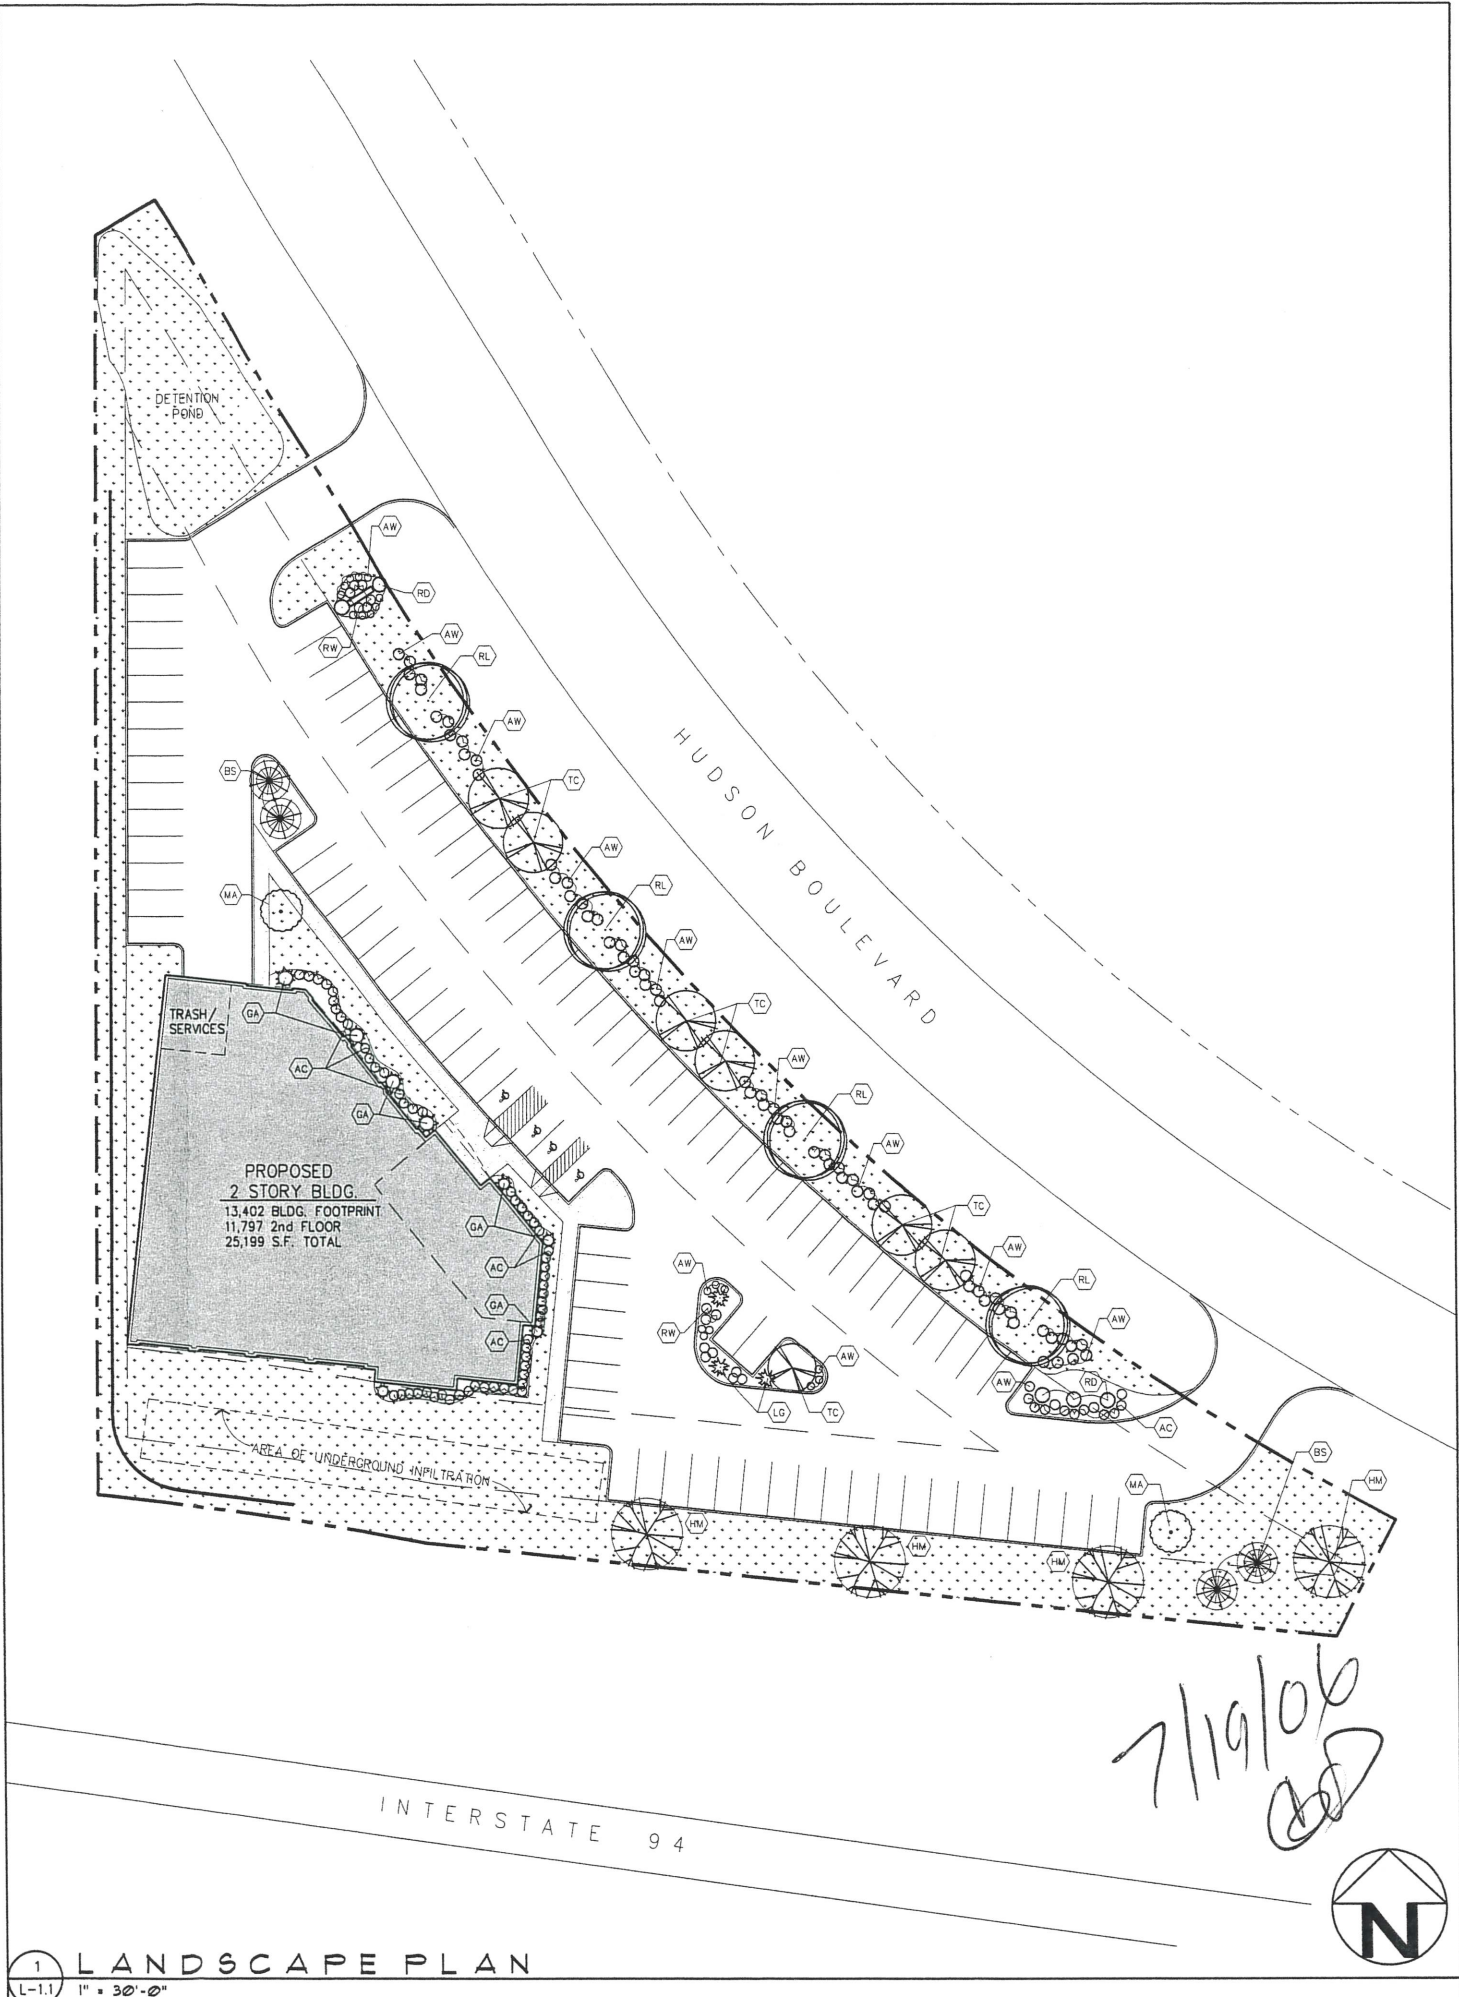 DETENTION
POND
AW
RD
RW
AW
RL
AW
BS
TC
AW
MA
RL
AW
HUDSON BOULEVARD
TRASH/
SERVICES
GA
TC
AC
AW
GA
RL
AW
PROPOSED
2 STORY BLDG.
13,402 BLDG. FOOTPRINT
11,797 2nd FLOOR
25,199 S.F. TOTAL
GA
TC
AC
AW
AW
RL
GA
AC
RW
AW
AW
AW
RD
LG
TC
AC
AREA OF UNDERGROUND INFILTRATION
BS
MA
HM
HM
HM
HM
7/19/06
INTERSTATE 94
N
1 LANDSCAPE PLAN
L-1.1 1" = 30'-0"